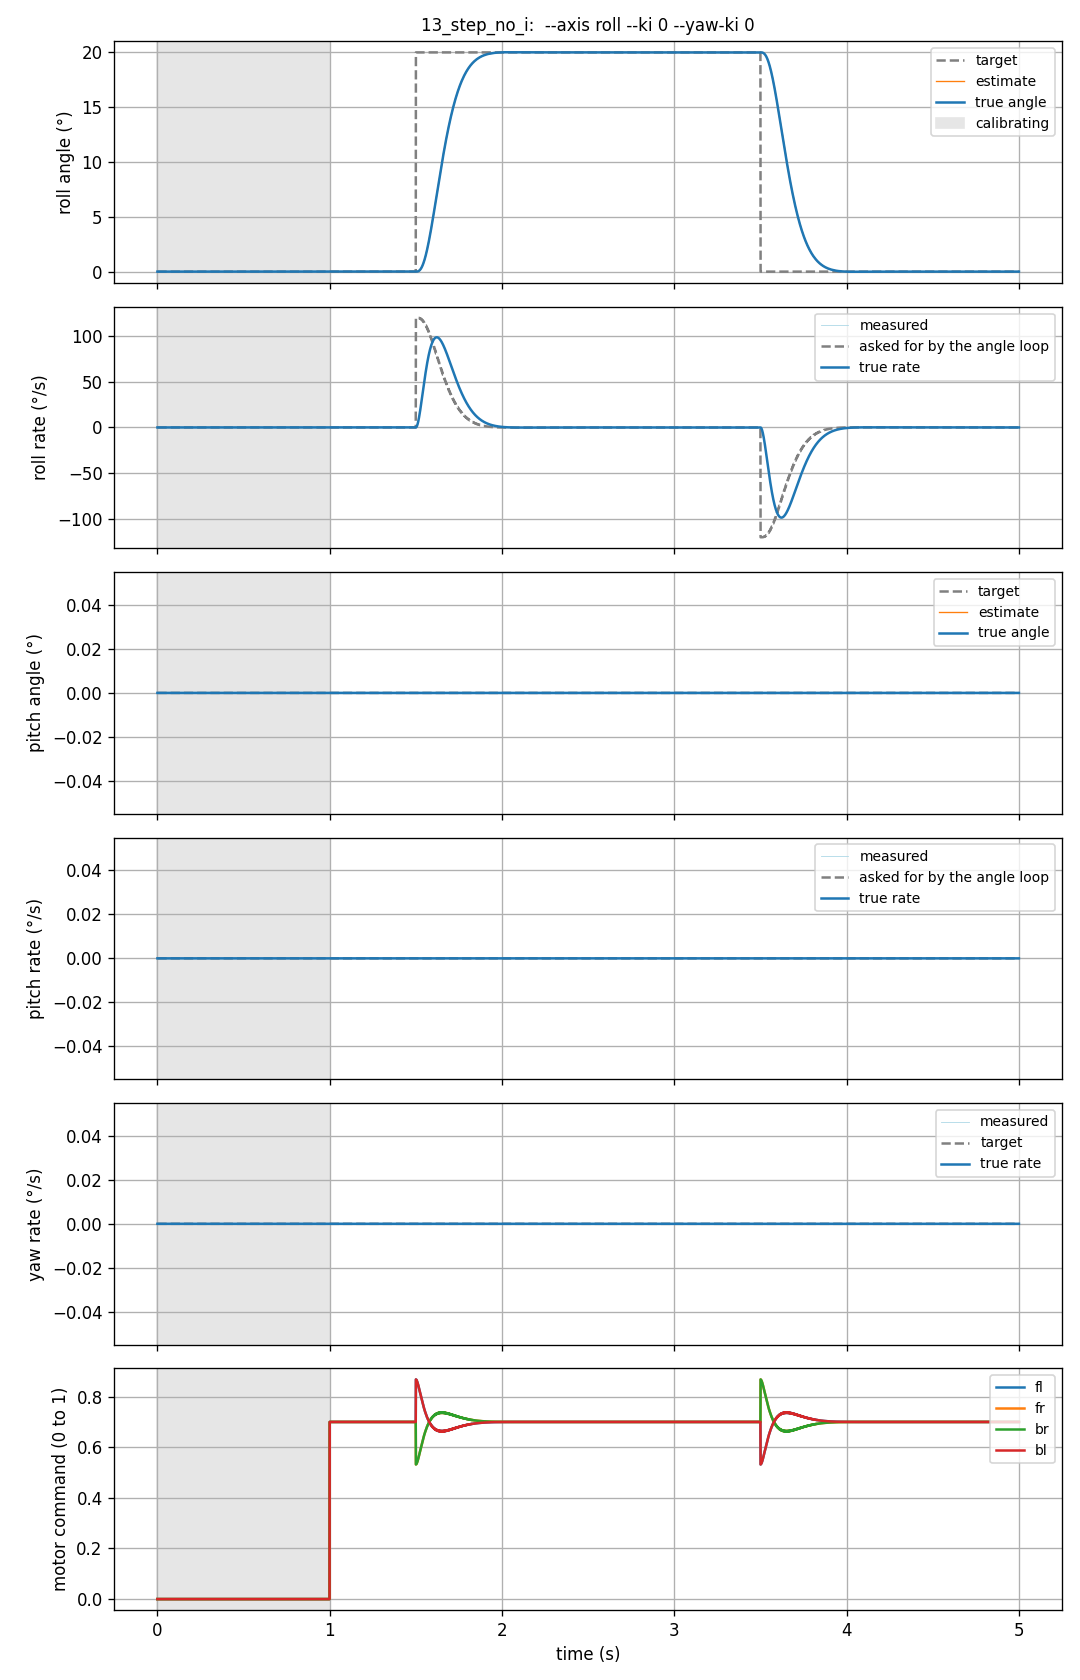 13_step_no_i:  --axis roll --ki 0 --yaw-ki 0
roll angle (°)
20
15
10
5
0
target
estimate
true angle
calibrating
roll rate (°/s)
100
50
0
−50
−100
measured
asked for by the angle loop
true rate
pitch angle (°)
0.04
0.02
0.00
−0.02
−0.04
target
estimate
true angle
pitch rate (°/s)
0.04
0.02
0.00
−0.02
−0.04
measured
asked for by the angle loop
true rate
yaw rate (°/s)
0.04
0.02
0.00
−0.02
−0.04
measured
target
true rate
motor command (0 to 1)
0.8
0.6
0.4
0.2
0.0
fl
fr
br
bl
0 1 2 3 4 5
time (s)